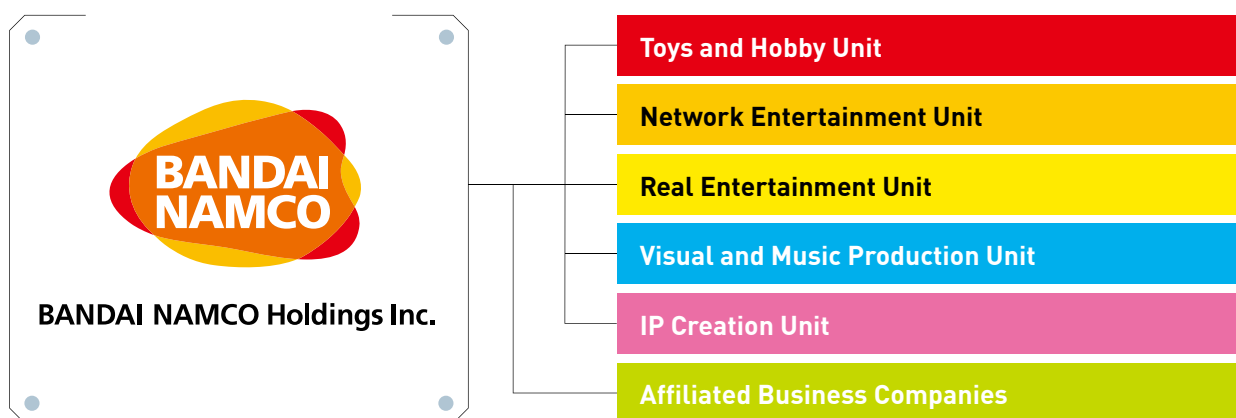 BANDAI
NAMCO
BANDAI NAMCO Holdings Inc.
Toys and Hobby Unit
Network Entertainment Unit
Real Entertainment Unit
Visual and Music Production Unit
IP Creation Unit
Affiliated Business Companies